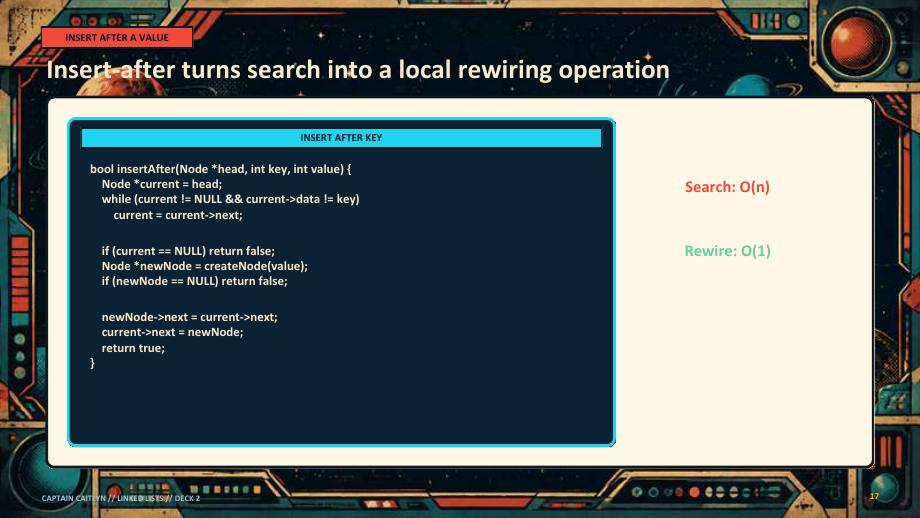 INSERT AFTER A VALUE
Insert-after turns search into a local rewiring operation
INSERT AFTER KEY
bool insertAfter(Node *head, int key, int value) {
    Node *current = head;
    while (current != NULL && current->data != key)
        current = current->next;

    if (current == NULL) return false;
    Node *newNode = createNode(value);
    if (newNode == NULL) return false;

    newNode->next = current->next;
    current->next = newNode;
    return true;
}
Search: O(n)
Rewire: O(1)
CAPTAIN CAITLYN // LINKED LISTS // DECK 2
17